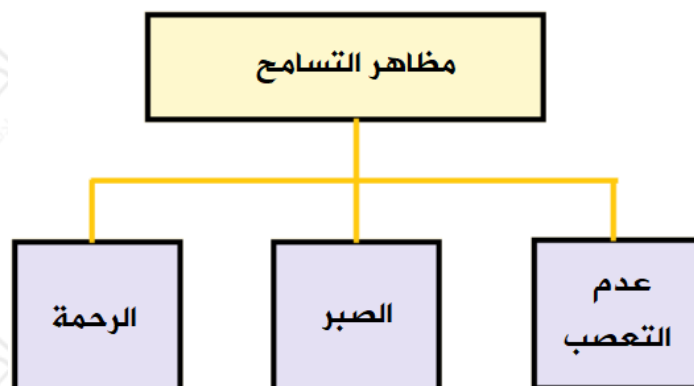 مظاهر التسامح
عدم
التعصب
الصبر
الرحمة